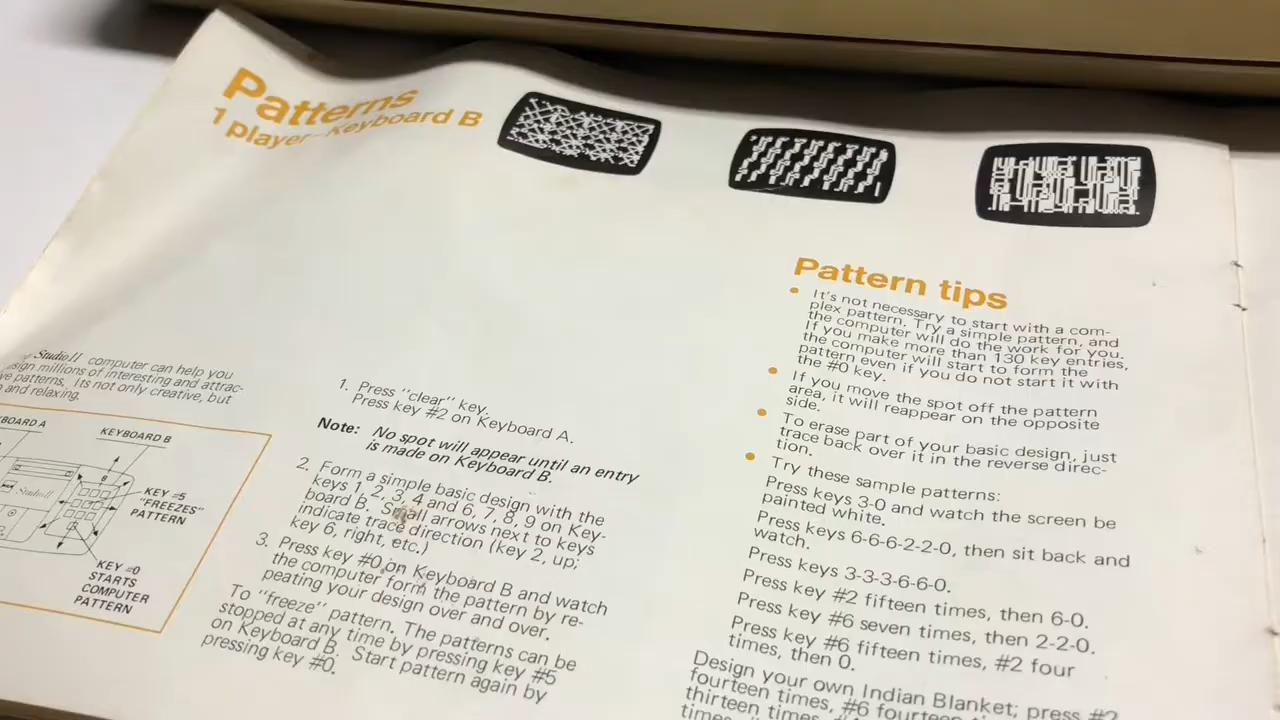 Patterns
1 player–Keyboard B
Studio II computer can help you
sign millions of interesting and attrac-
ve patterns. Its not only creative, but
and relaxing.
BOARD A
KEYBOARD B
Studio II
KEY #5
"FREEZES"
PATTERN
KEY #0
STARTS
COMPUTER
PATTERN
1. Press "clear" key.
Press key #2 on Keyboard A.
Note: No spot will appear until an entry
is made on Keyboard B.
2. Form a simple basic design with the
keys 1, 2, 3, 4 and 6, 7, 8, 9 on Key-
board B. Small arrows next to keys
indicate trace direction (key 2, up;
key 6, right, etc.)
3. Press key #0 on Keyboard B and watch
the computer form the pattern by re-
peating your design over and over.
To "freeze" pattern. The patterns can be
stopped at any time by pressing key #5
on Keyboard B. Start pattern again by
pressing key #0.
Pattern tips
• It's not necessary to start with a com-
plex pattern. Try a simple pattern, and
the computer will do the work for you.
If you make more than 130 key entries,
the computer will start to form the
pattern even if you do not start it with
the #0 key.
• If you move the spot off the pattern
area, it will reappear on the opposite
side.
• To erase part of your basic design, just
trace back over it in the reverse direc-
tion.
• Try these sample patterns:
Press keys 3-0 and watch the screen be
painted white.
Press keys 6-6-6-2-2-0, then sit back and
watch.
Press keys 3-3-3-6-6-0.
Press key #2 fifteen times, then 6-0.
Press key #6 seven times, then 2-2-0.
Press key #6 fifteen times, #2 four
times, then 0.
Design your own Indian Blanket; press #2
fourteen times, #6 fourteen
thirteen times,
times,